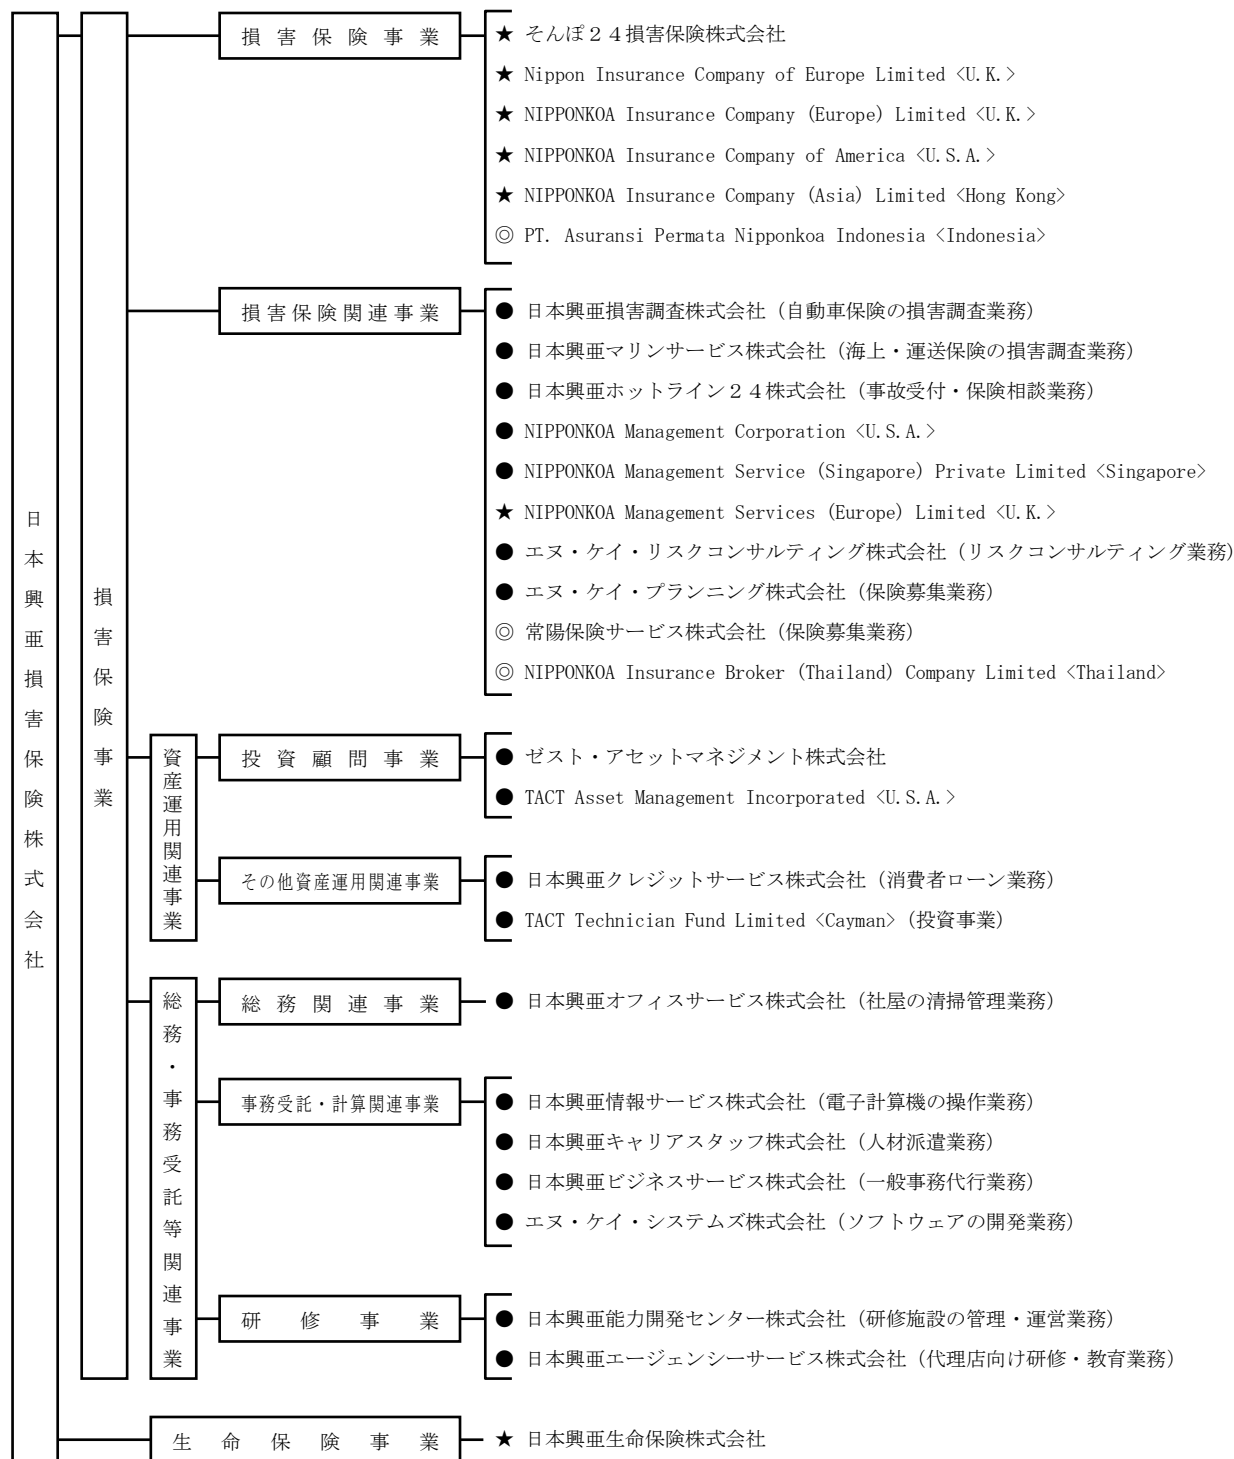 日本興亜損害保険株式会社
損害保険事業
損害保険事業
★ そんぽ２４損害保険株式会社
★ Nippon Insurance Company of Europe Limited <U.K.>
★ NIPPONKOA Insurance Company (Europe) Limited <U.K.>
★ NIPPONKOA Insurance Company of America <U.S.A.>
★ NIPPONKOA Insurance Company (Asia) Limited <Hong Kong>
◎ PT. Asuransi Permata Nipponkoa Indonesia <Indonesia>
損害保険関連事業
● 日本興亜損害調査株式会社（自動車保険の損害調査業務）
● 日本興亜マリンサービス株式会社（海上・運送保険の損害調査業務）
● 日本興亜ホットライン２４株式会社（事故受付・保険相談業務）
● NIPPONKOA Management Corporation <U.S.A.>
● NIPPONKOA Management Service (Singapore) Private Limited <Singapore>
★ NIPPONKOA Management Services (Europe) Limited <U.K.>
● エヌ・ケイ・リスクコンサルティング株式会社（リスクコンサルティング業務）
● エヌ・ケイ・プランニング株式会社（保険募集業務）
◎ 常陽保険サービス株式会社（保険募集業務）
◎ NIPPONKOA Insurance Broker (Thailand) Company Limited <Thailand>
資産運用関連事業
投資顧問事業
● ゼスト・アセットマネジメント株式会社
● TACT Asset Management Incorporated <U.S.A.>
その他資産運用関連事業
● 日本興亜クレジットサービス株式会社（消費者ローン業務）
● TACT Technician Fund Limited <Cayman>（投資事業）
総務・事務受託等関連事業
総務関連事業
● 日本興亜オフィスサービス株式会社（社屋の清掃管理業務）
事務受託・計算関連事業
● 日本興亜情報サービス株式会社（電子計算機の操作業務）
● 日本興亜キャリアスタッフ株式会社（人材派遣業務）
● 日本興亜ビジネスサービス株式会社（一般事務代行業務）
● エヌ・ケイ・システムズ株式会社（ソフトウェアの開発業務）
研修事業
● 日本興亜能力開発センター株式会社（研修施設の管理・運営業務）
● 日本興亜エージェンシーサービス株式会社（代理店向け研修・教育業務）
生命保険事業
★ 日本興亜生命保険株式会社